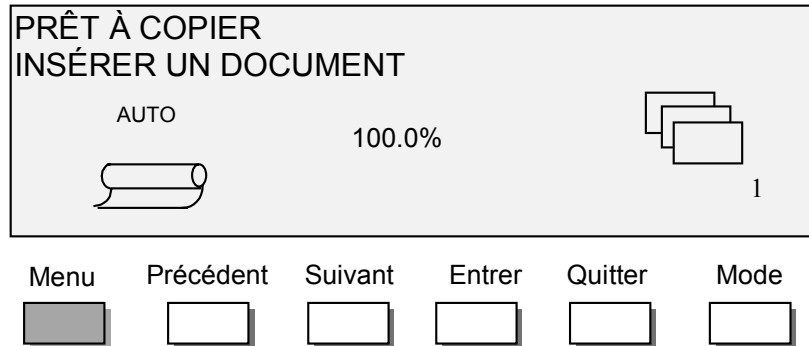 PRÊT À COPIER
INSÉRER UN DOCUMENT
AUTO
100.0%
1
Menu Précédent Suivant Entrer Quitter Mode